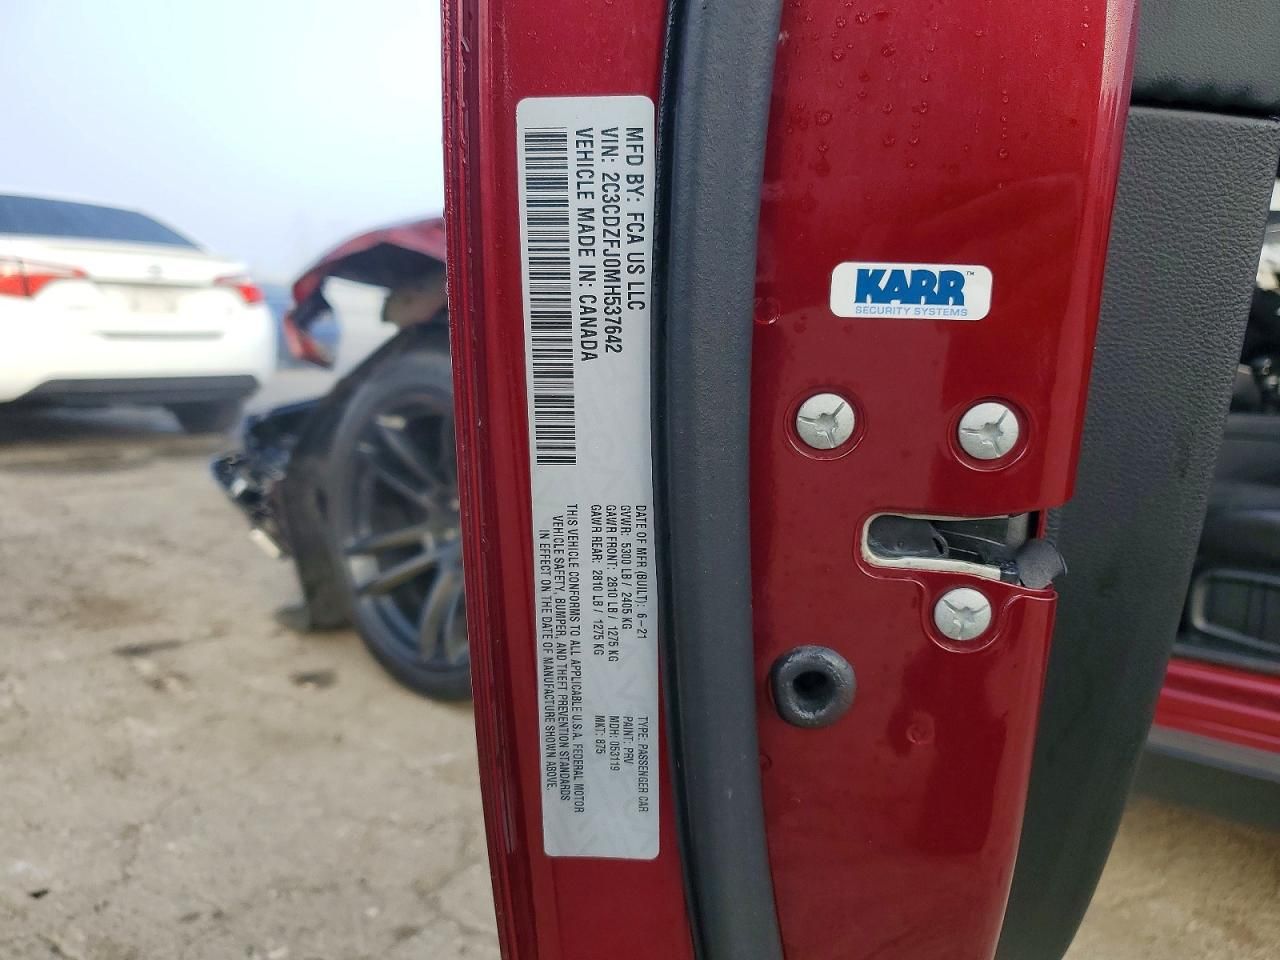 MFD BY: FCA US LLC
VIN: 2C3CDZFJ0MH537642
VEHICLE MADE IN: CANADA
DATE OF MFR (BUILT): 6-21
GVWR: 5300 LB / 2405 KG
GAWR FRONT: 2810 LB / 1275 KG
GAWR REAR: 2810 LB / 1275 KG
THIS VEHICLE CONFORMS TO ALL APPLICABLE U.S.A. FEDERAL MOTOR
VEHICLE SAFETY, BUMPER, AND THEFT PREVENTION STANDARDS
IN EFFECT ON THE DATE OF MANUFACTURE SHOWN ABOVE.
TYPE: PASSENGER CAR
PAINT: PRV
MDH: 053119
MKT: 875
KARR™
SECURITY SYSTEMS